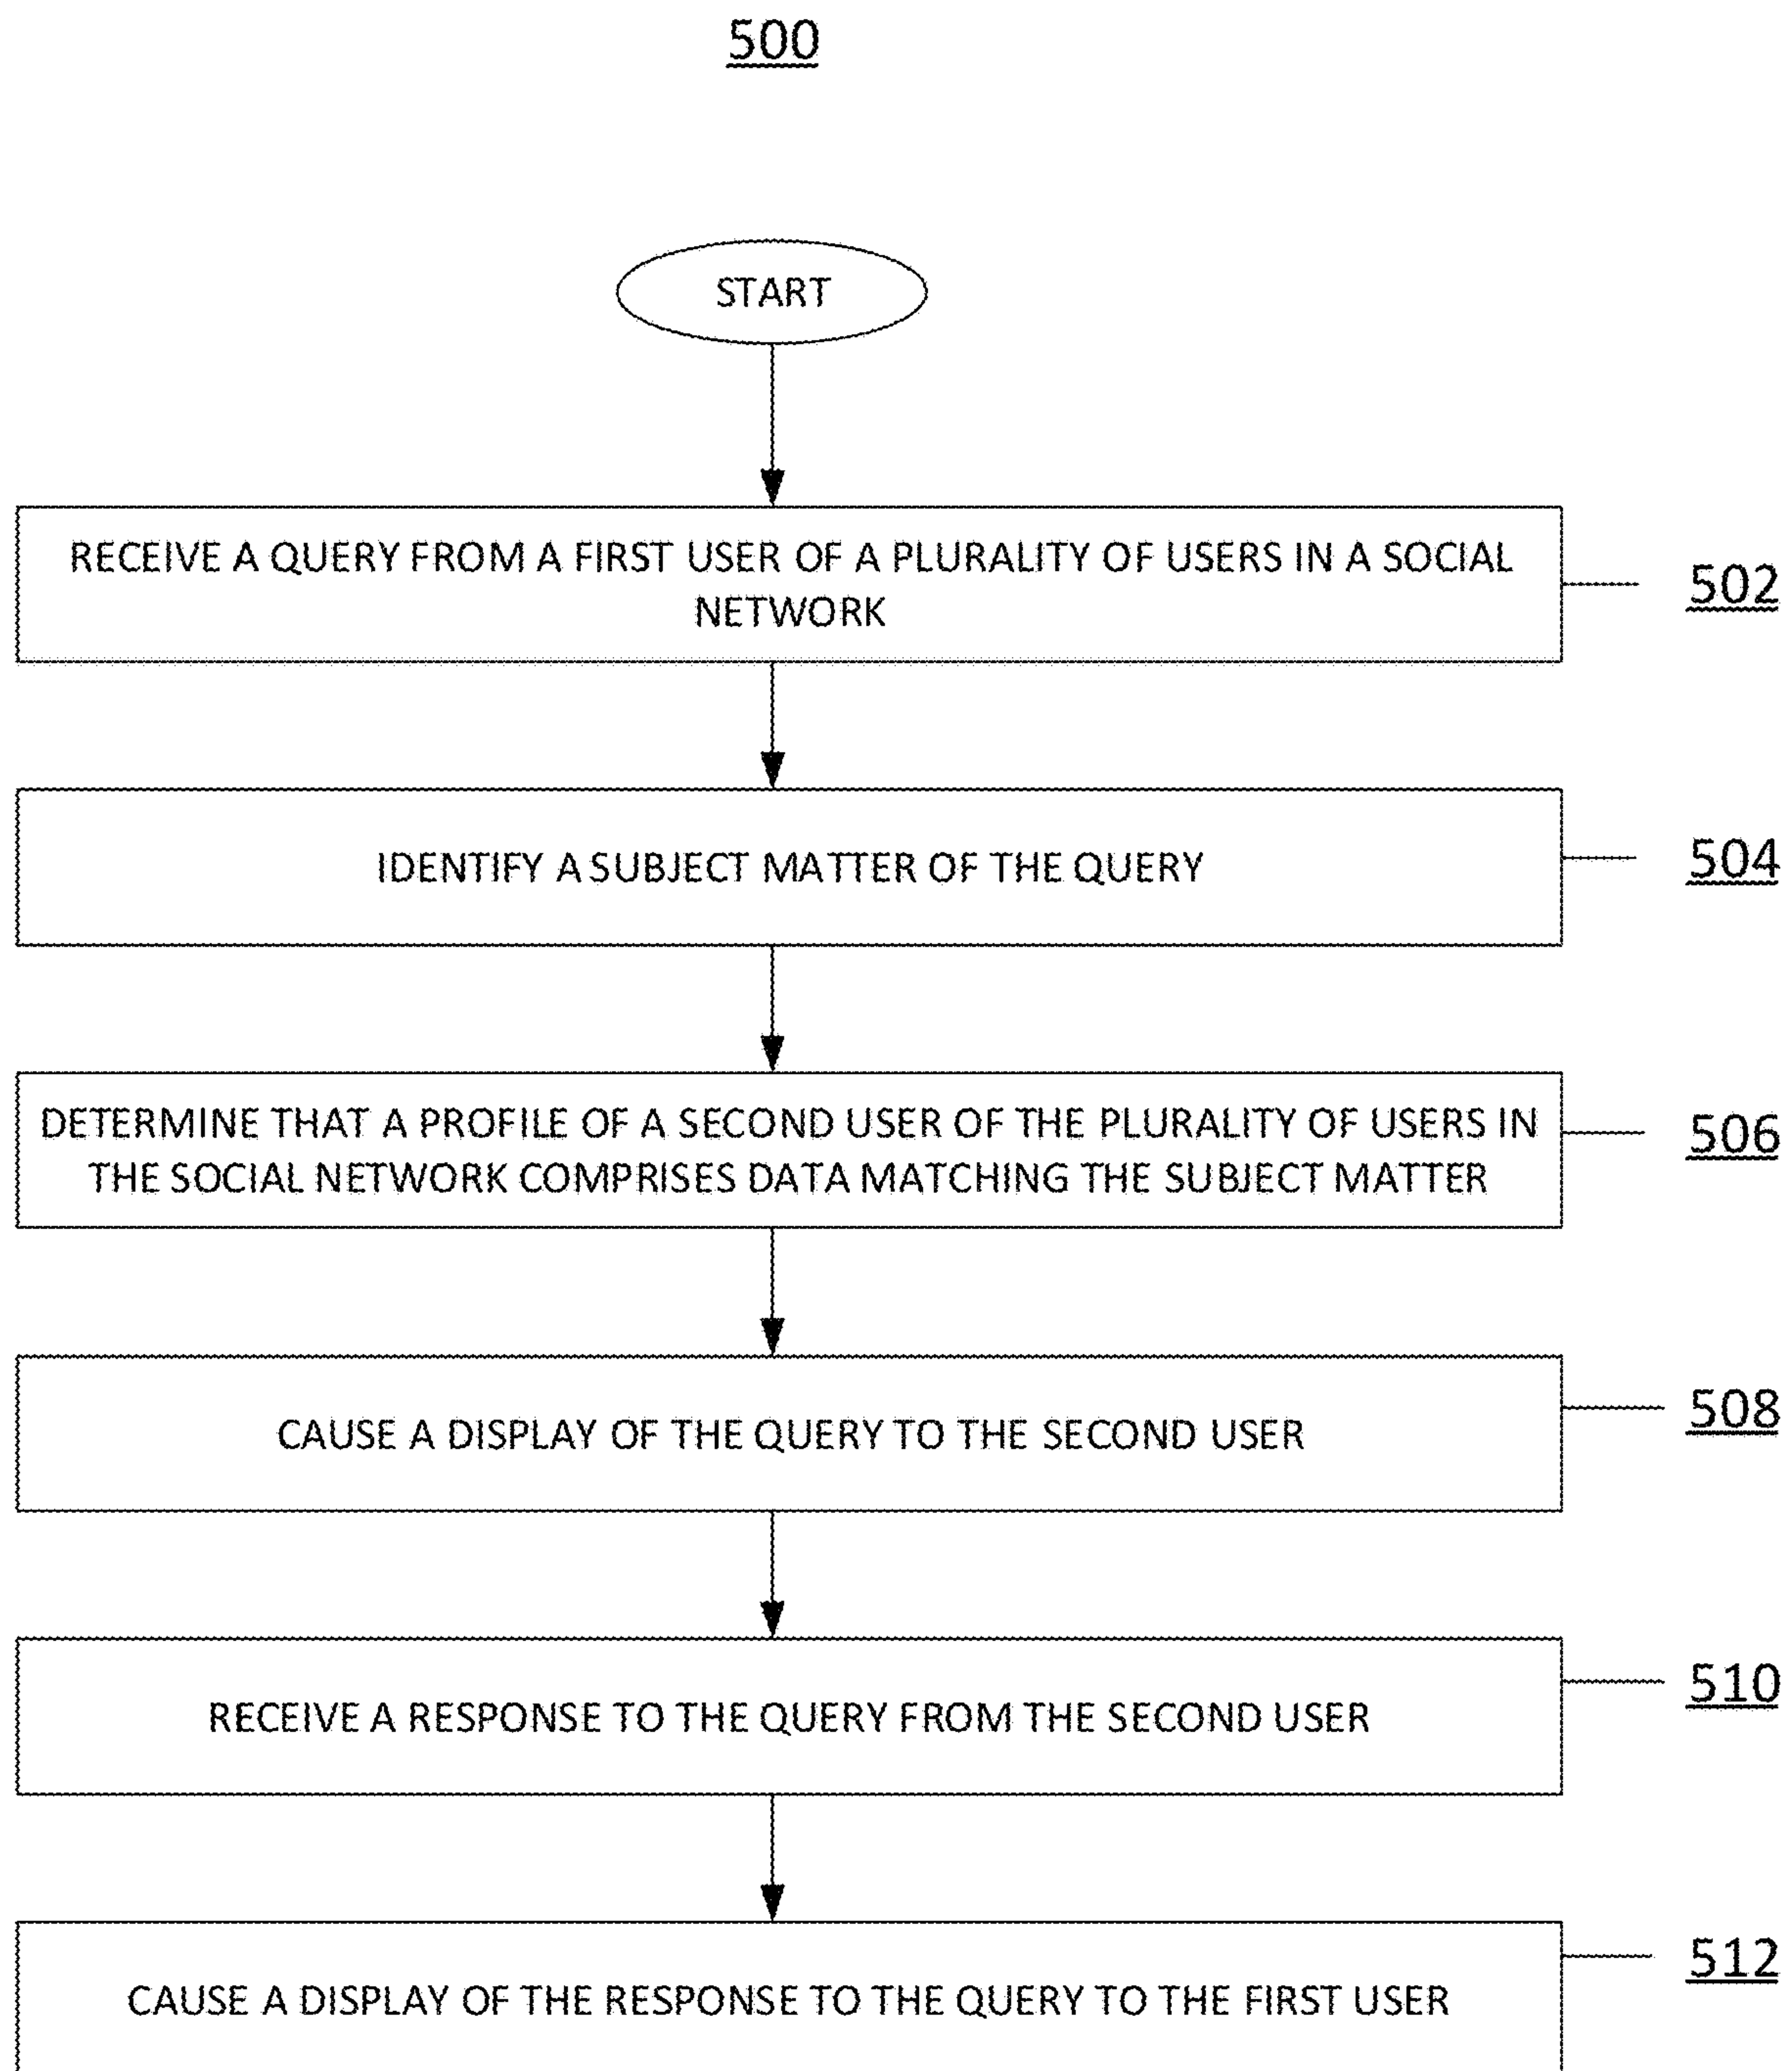 500
START
RECEIVE A QUERY FROM A FIRST USER OF A PLURALITY OF USERS IN A SOCIAL
NETWORK
502
IDENTIFY A SUBJECT MATTER OF THE QUERY
504
DETERMINE THAT A PROFILE OF A SECOND USER OF THE PLURALITY OF USERS IN
THE SOCIAL NETWORK COMPRISES DATA MATCHING THE SUBJECT MATTER
506
CAUSE A DISPLAY OF THE QUERY TO THE SECOND USER
508
RECEIVE A RESPONSE TO THE QUERY FROM THE SECOND USER
510
CAUSE A DISPLAY OF THE RESPONSE TO THE QUERY TO THE FIRST USER
512